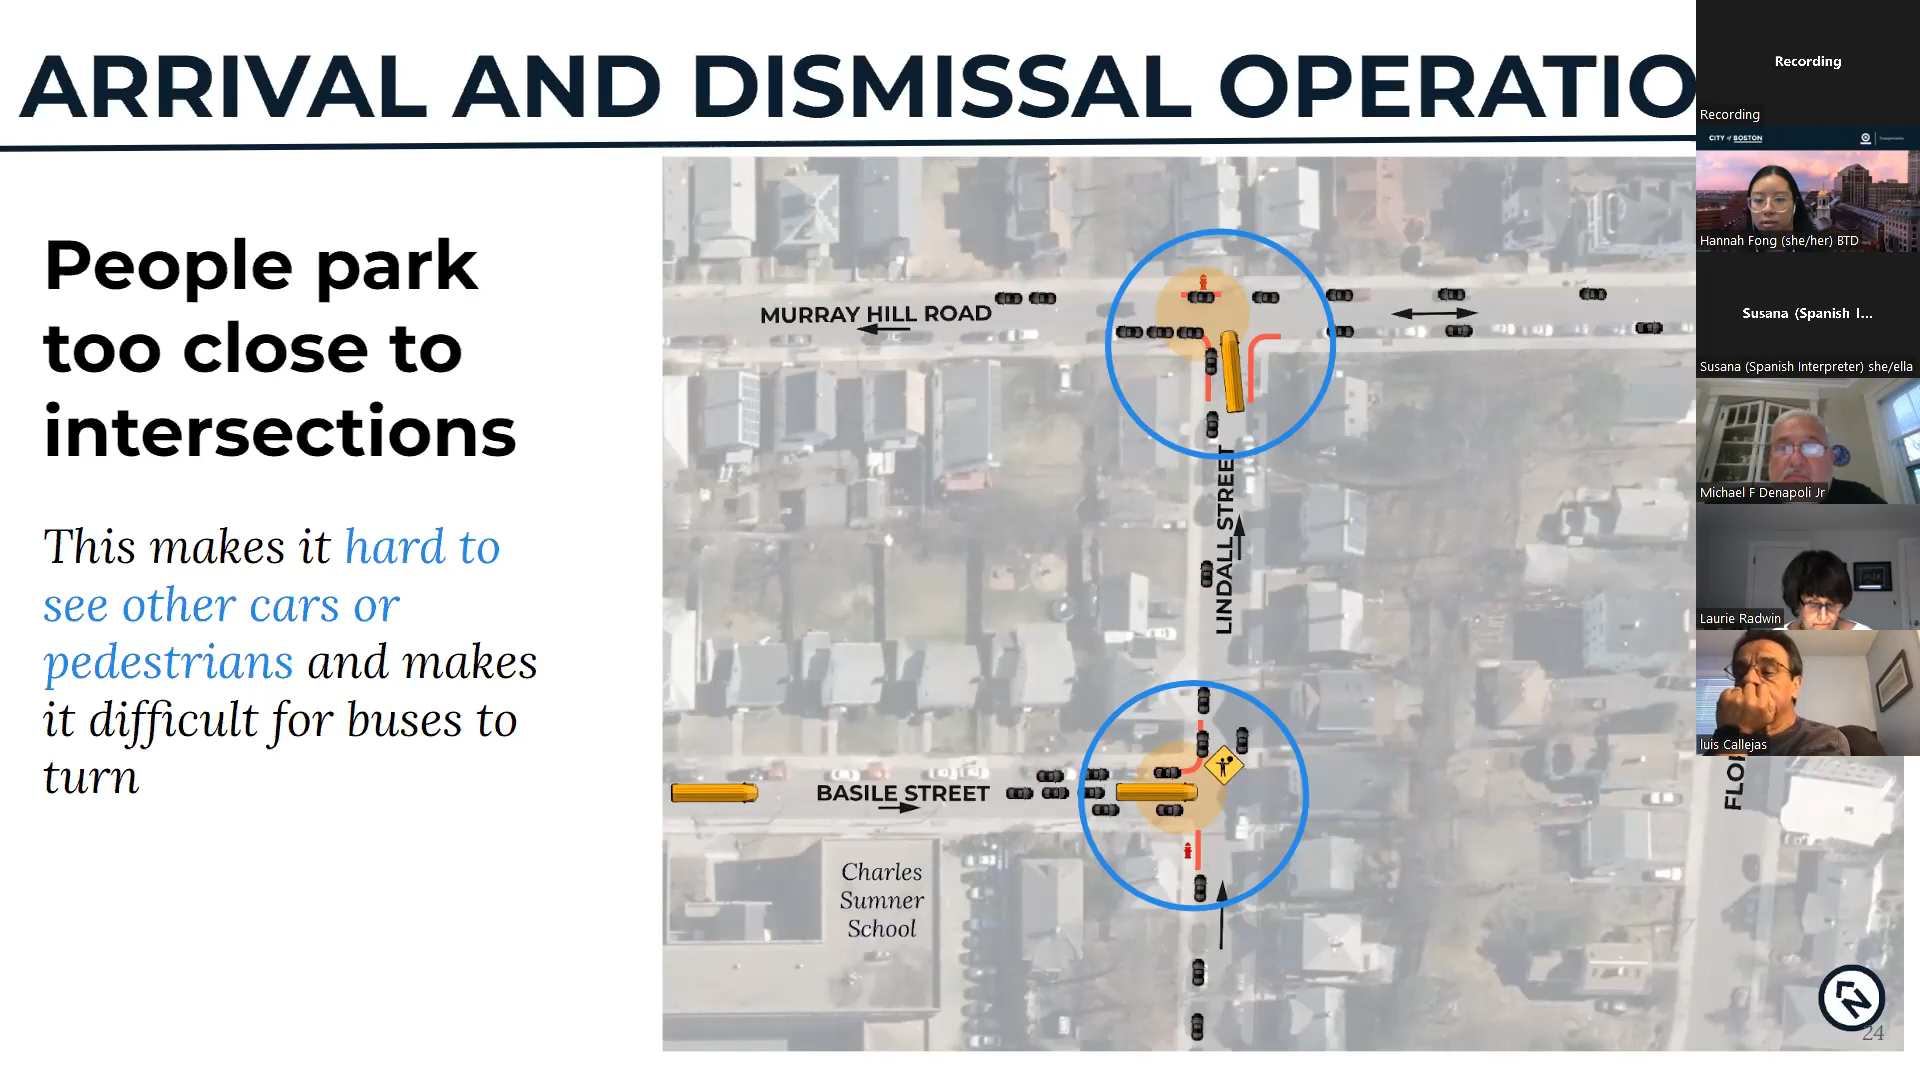 ARRIVAL AND DISMISSAL OPERATIO
People park
too close to
intersections
This makes it hard to
see other cars or
pedestrians and makes
it difficult for buses to
turn
MURRAY HILL ROAD
LINDALL STREET
BASILE STREET
Charles
Sumner
School
FLOI
N
24
Recording
Recording
CITY of BOSTON
Hannah Fong (she/her) BTD
Susana (Spanish I...
Susana (Spanish Interpreter) she/ella
Michael F Denapoli Jr
Laurie Radwin
luis Callejas